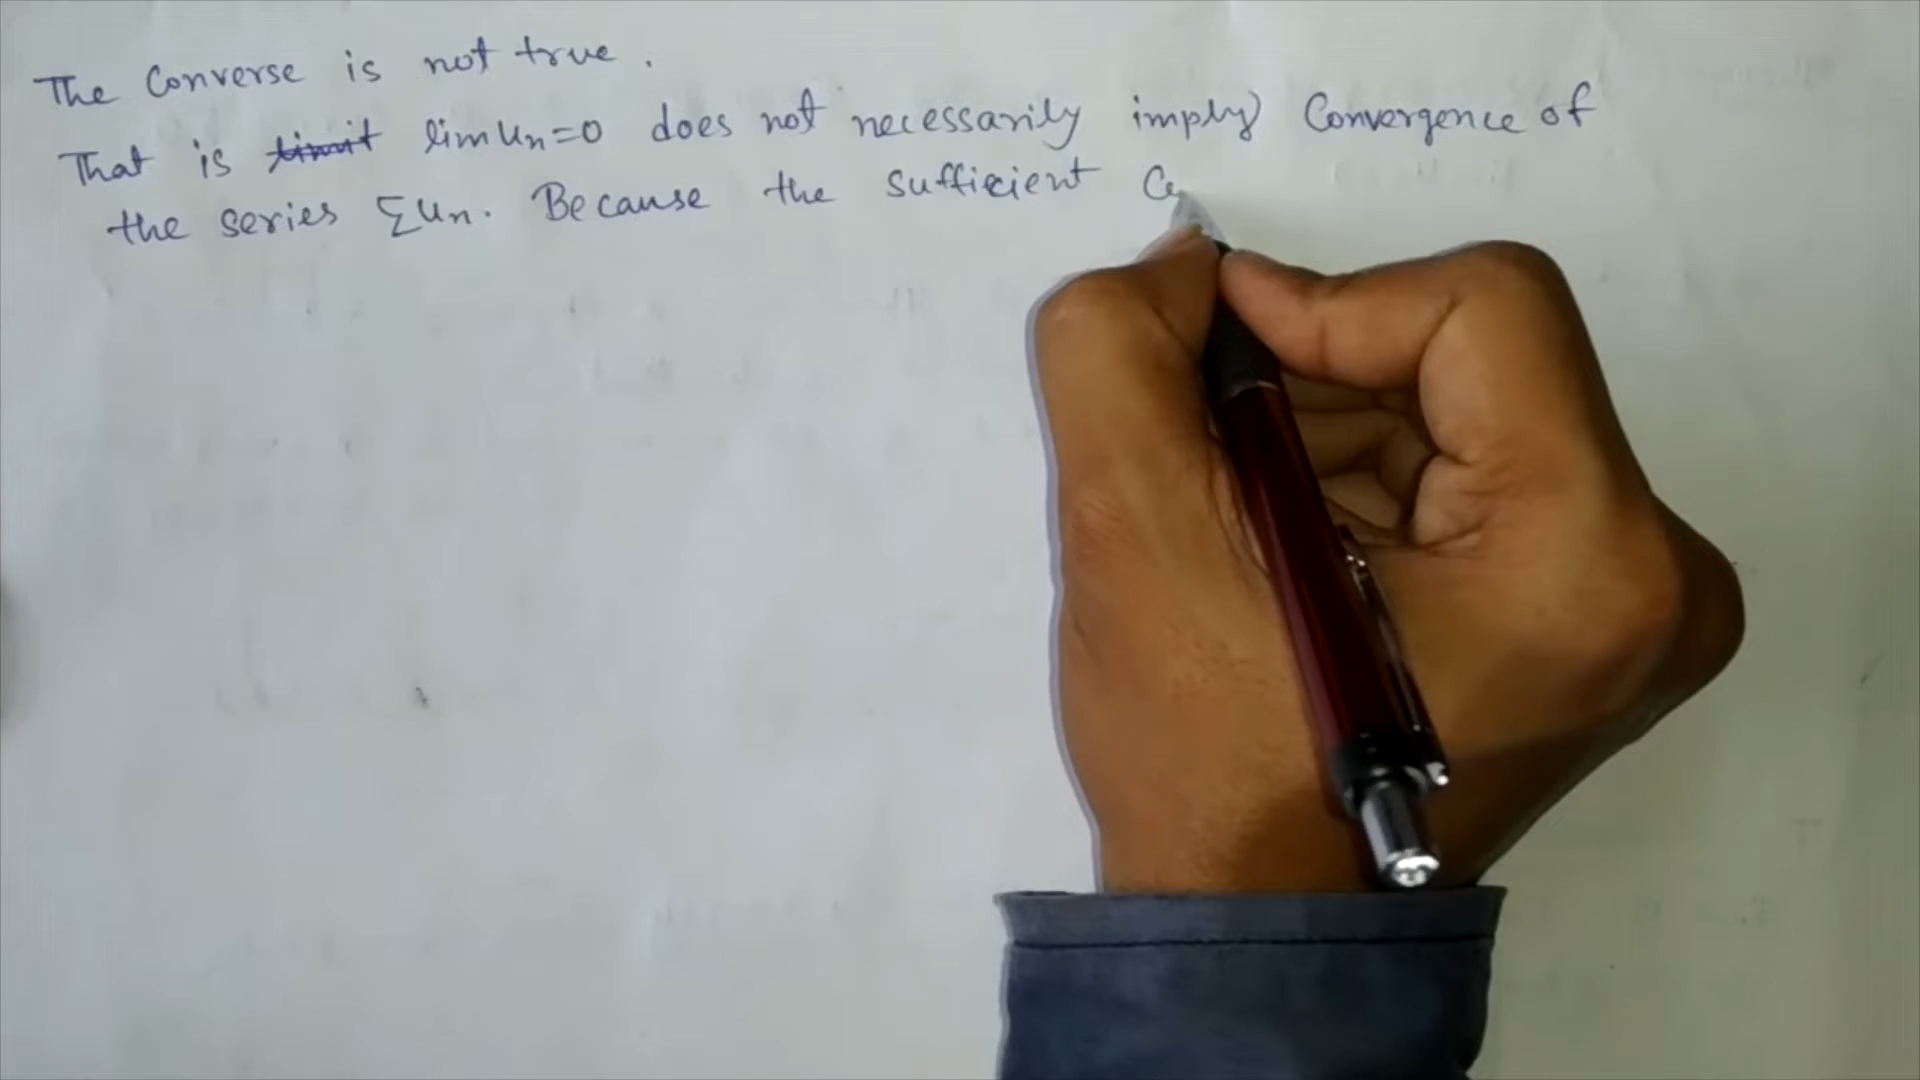 The Converse is not true.
That is limit lim un=0 does not necessarily imply Convergence of
the series Σun. Because the sufficient